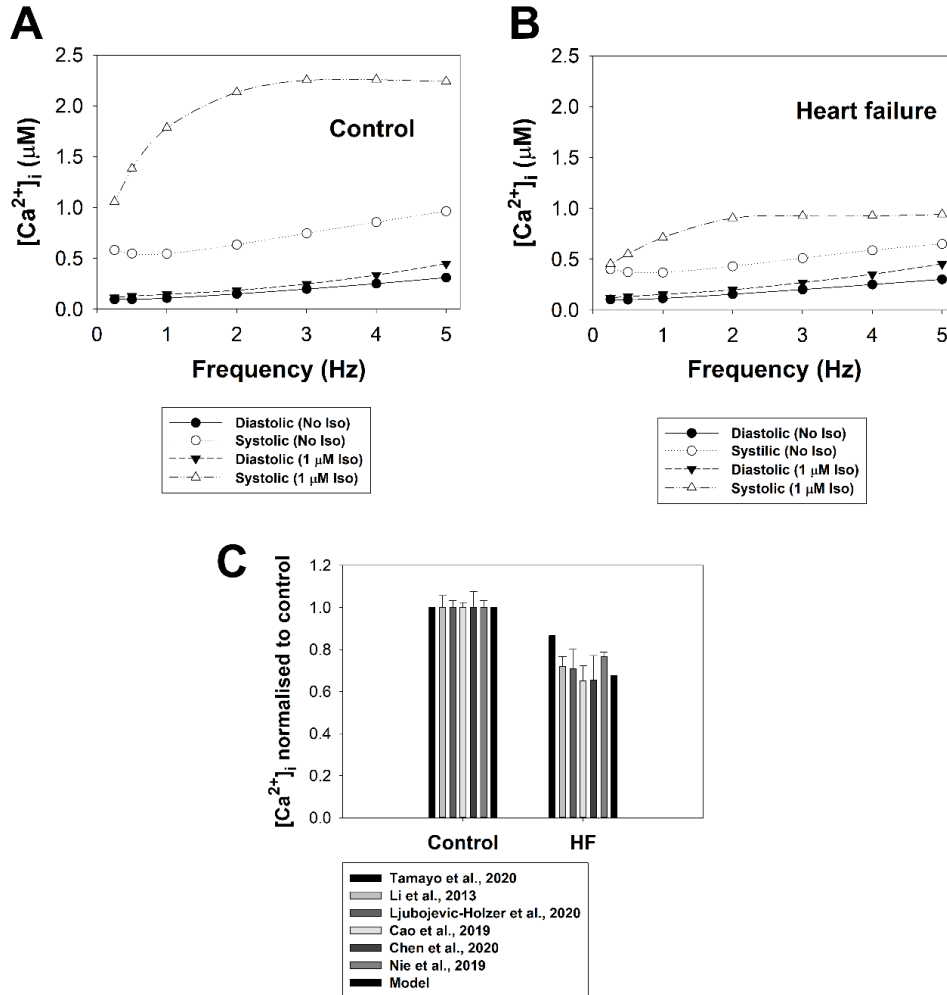 A
[Ca2+]i (μM)
2.5
2.0
1.5
1.0
0.5
0.0
Control
0 1 2 3 4 5
Frequency (Hz)
Diastolic (No Iso)
Systolic (No Iso)
Diastolic (1 μM Iso)
Systolic (1 μM Iso)
B
[Ca2+]i (μM)
2.5
2.0
1.5
1.0
0.5
0.0
Heart failure
0 1 2 3 4 5
Frequency (Hz)
Diastolic (No Iso)
Systilic (No Iso)
Diastolic (1 μM Iso)
Systolic (1 μM Iso)
C
[Ca2+]i normalised to control
1.2
1.0
0.8
0.6
0.4
0.2
0.0
Control HF
Tamayo et al., 2020
Li et al., 2013
Ljubojevic-Holzer et al., 2020
Cao et al., 2019
Chen et al., 2020
Nie et al., 2019
Model